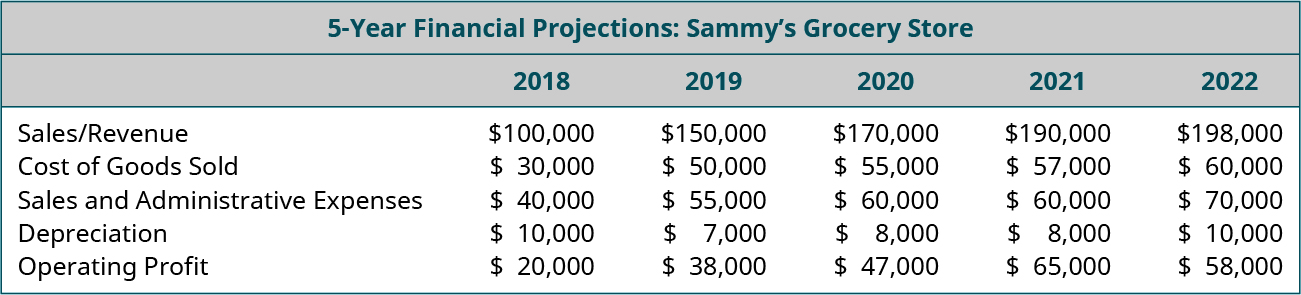 5-Year Financial Projections: Sammy’s Grocery Store
2018 2019 2020 2021 2022
Sales/Revenue $100,000 $150,000 $170,000 $190,000 $198,000
Cost of Goods Sold $ 30,000 $ 50,000 $ 55,000 $ 57,000 $ 60,000
Sales and Administrative Expenses $ 40,000 $ 55,000 $ 60,000 $ 60,000 $ 70,000
Depreciation $ 10,000 $ 7,000 $ 8,000 $ 8,000 $ 10,000
Operating Profit $ 20,000 $ 38,000 $ 47,000 $ 65,000 $ 58,000